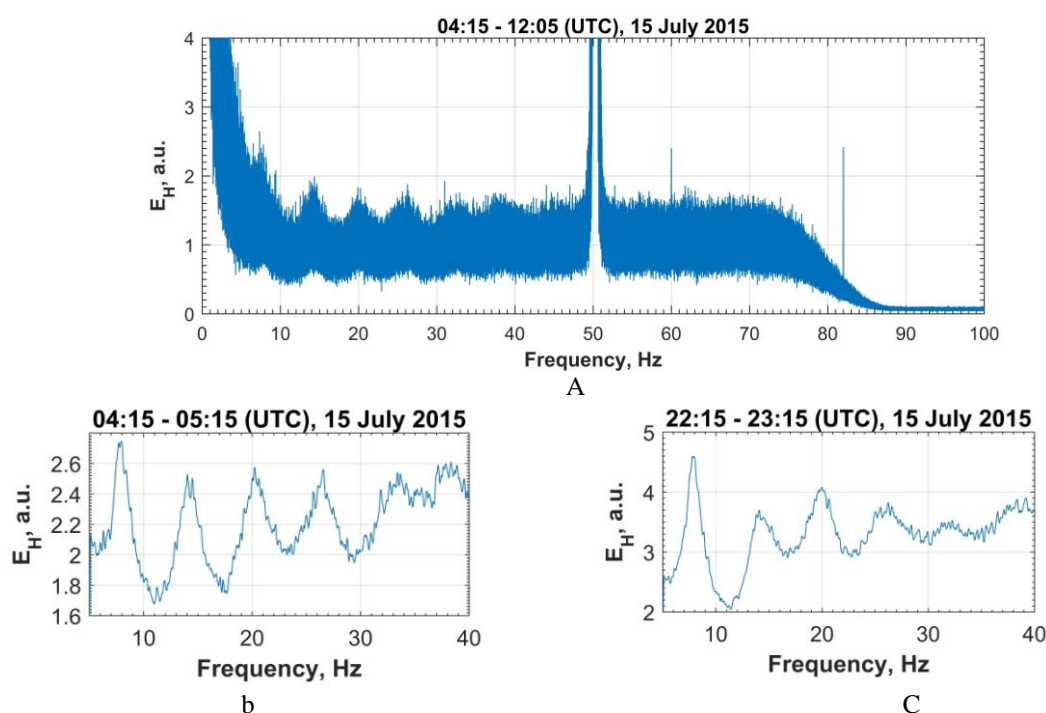 04:15 - 12:05 (UTC), 15 July 2015
4
3
2
1
0
E_H, a.u.
0 10 20 30 40 50 60 70 80 90 100
Frequency, Hz
A
04:15 - 05:15 (UTC), 15 July 2015
2.6
2.4
2.2
2
1.8
1.6
E_H, a.u.
10 20 30 40
Frequency, Hz
b
22:15 - 23:15 (UTC), 15 July 2015
5
4
3
2
E_H, a.u.
10 20 30 40
Frequency, Hz
C